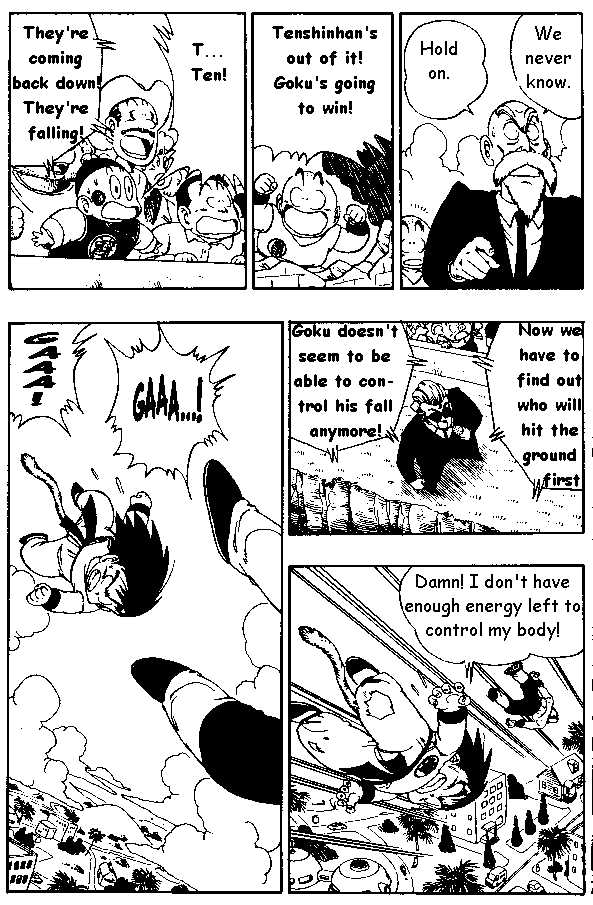 They're
coming
back down!
They're
falling!
T...
Ten!
Tenshinhan's
out of it!
Goku's going
to win!
Hold
on.
We
never
know.
GAAA!
GAAA...!
Goku doesn't
seem to be
able to con-
trol his fall
anymore!
Now we
have to
find out
who will
hit the
ground
first
Damn! I don't have
enough energy left to
control my body!